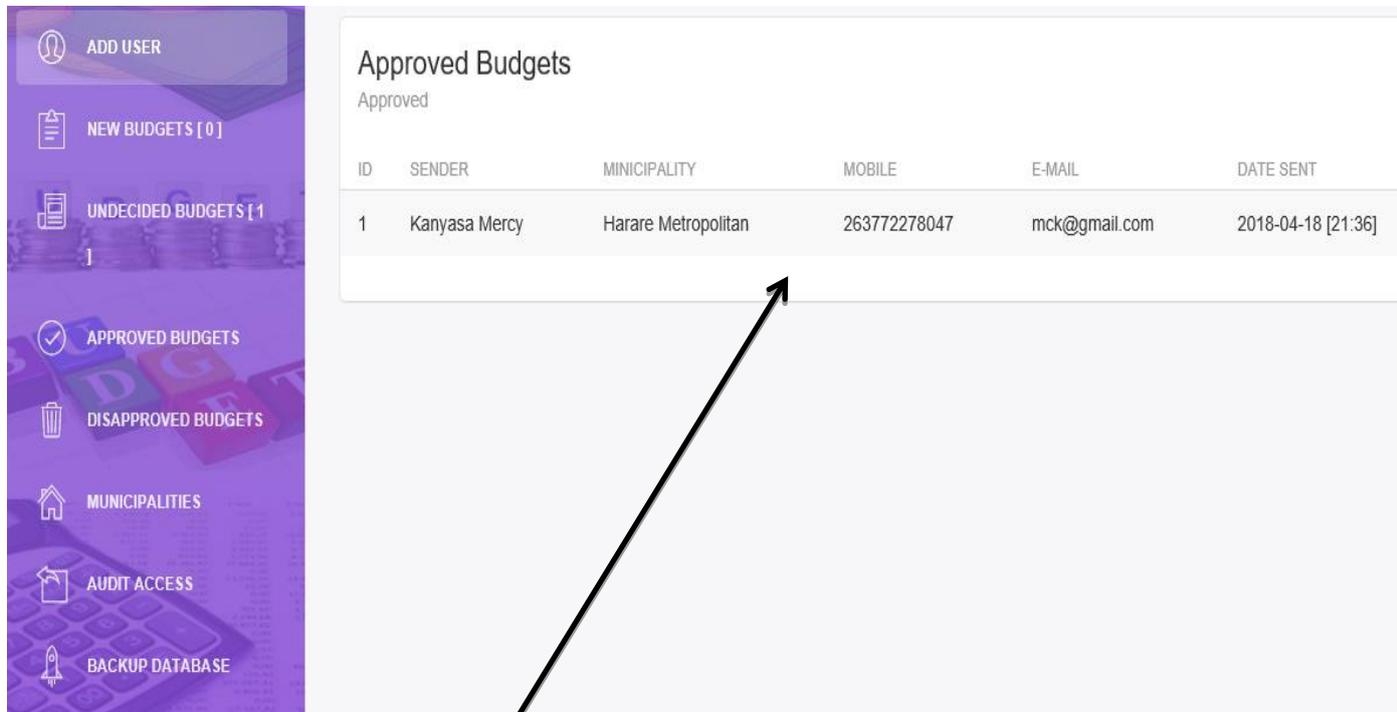 ADD USER
NEW BUDGETS [ 0 ]
UNDECIDED BUDGETS [ 1
]
APPROVED BUDGETS
DISAPPROVED BUDGETS
MUNICIPALITIES
AUDIT ACCESS
BACKUP DATABASE
Approved Budgets
Approved
ID SENDER MINICIPALITY MOBILE E-MAIL DATE SENT
1 Kanyasa Mercy Harare Metropolitan 263772278047 mck@gmail.com 2018-04-18 [21:36]